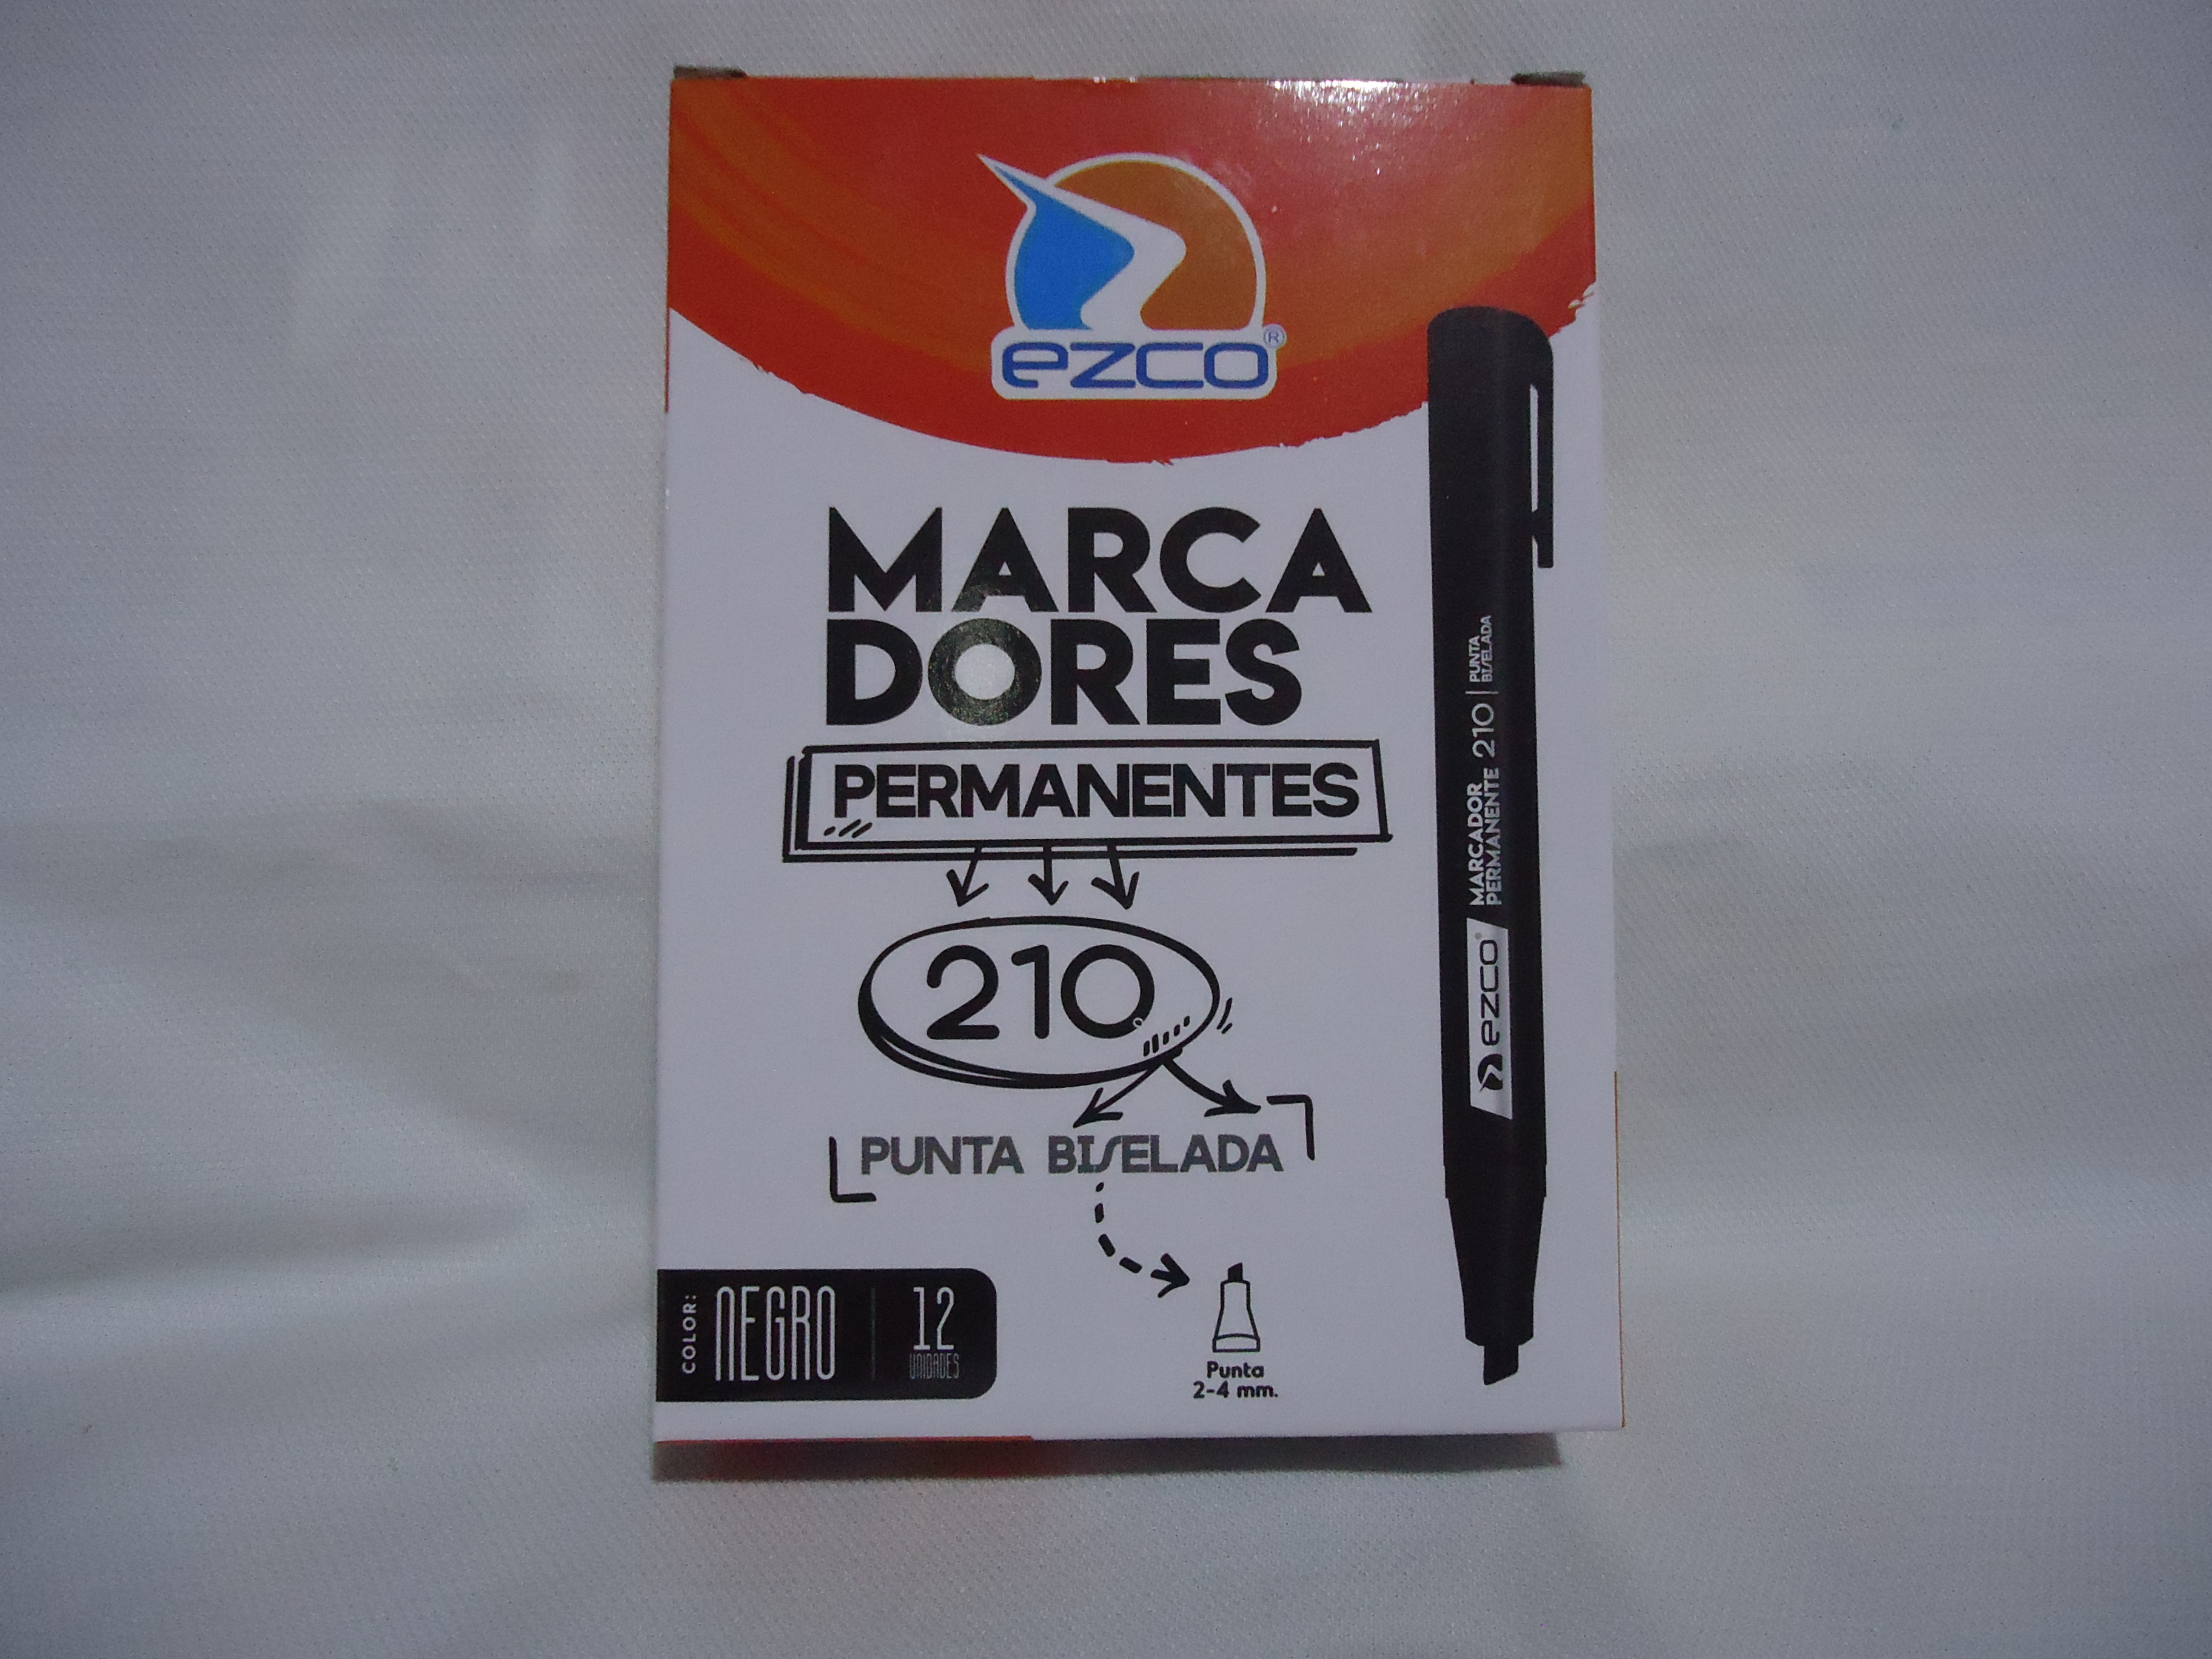 ezco®
MARCA
DORES
PERMANENTES
210
PUNTA BISELADA
COLOR:
NEGRO
12
UNIDADES
Punta
2-4 mm.
ezco®
MARCADOR
PERMANENTE 210
PUNTA
BISELADA